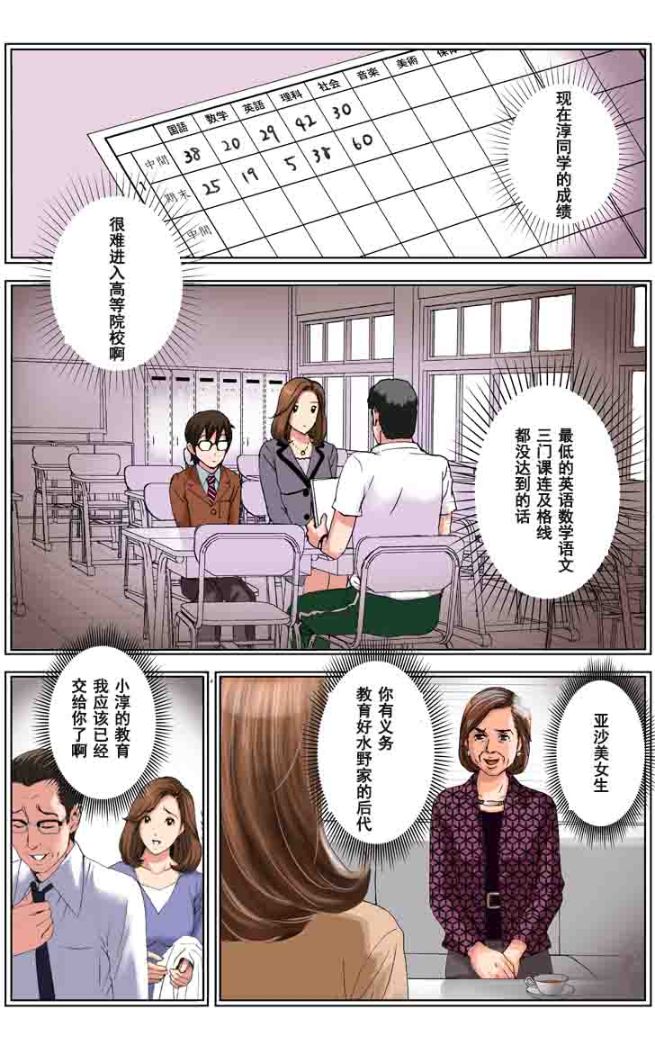 现在淳同学的成绩
国語 数学 英語 理科 社会 音楽 美術
中間 38 20 29 42 30
期末 25 19 5 38 60
中間
很难进入高等院校啊
最低的英语数学语文
三门课连及格线
都没达到的话
小淳的教育
我应该已经
交给你了啊
亚沙美女生
你有义务
教育好水野家的后代